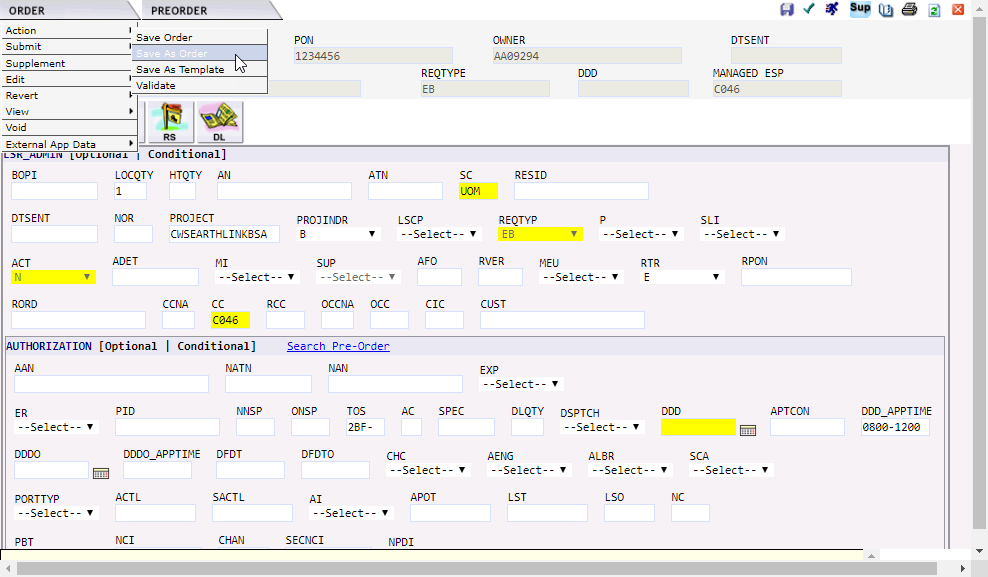 ORDER PREORDER
Sup
Action
Submit
Supplement
Edit
Revert
View
Void
External App Data
Save Order
Save As Order
Save As Template
Validate
PON OWNER DTSENT
1234456 AA09294
REQTYPE DDD MANAGED ESP
EB C046
RS DL
LSR_ADMIN [Optional | Conditional]
BOPI LOCQTY HTQTY AN ATN SC RESID
1 UOM
DTSENT NOR PROJECT PROJINDR LSCP REQTYP P SLI
CWSEARTHLINKBSA B --Select-- EB --Select-- --Select--
ACT ADET MI SUP AFO RVER MEU RTR RPON
N --Select-- --Select-- --Select-- E
RORD CCNA CC RCC OCCNA OCC CIC CUST
C046
AUTHORIZATION [Optional | Conditional] Search Pre-Order
AAN NATN NAN EXP
--Select--
ER PID NNSP ONSP TOS AC SPEC DLQTY DSPTCH DDD APTCON DDD_APPTIME
--Select-- 2BF- --Select-- 0800-1200
DDDO DDDO_APPTIME DFDT DFDTO CHC AENG ALBR SCA
--Select-- --Select-- --Select-- --Select--
PORTTYP ACTL SACTL AI APOT LST LSO NC
--Select-- --Select--
PBT NCI CHAN SECNCI NPDI